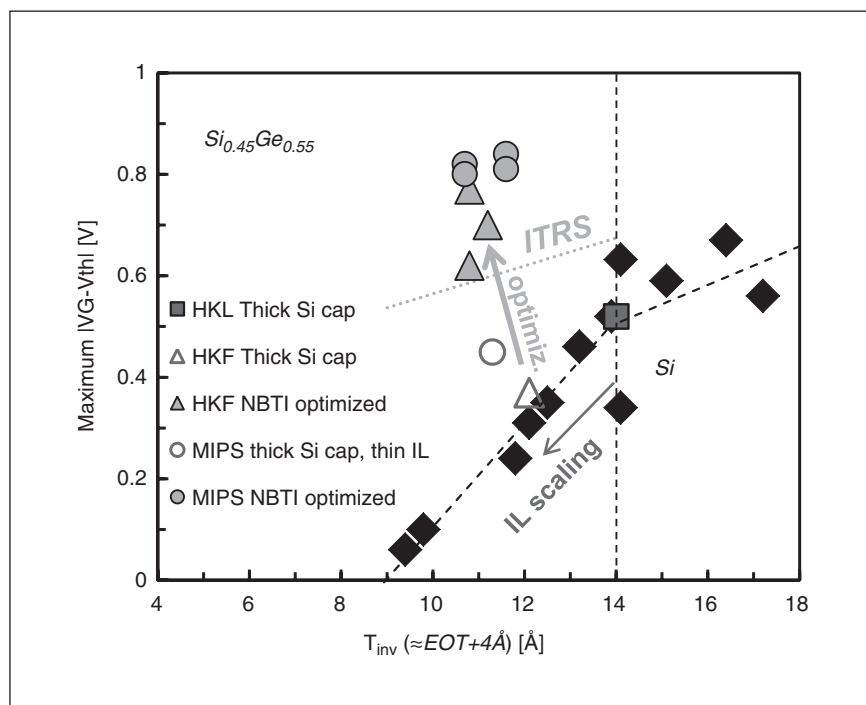 1
0.8
0.6
0.4
0.2
0
Maximum |VG-Vth| [V]
Si0.45Ge0.55
ITRS
optimiz.
HKL Thick Si cap
HKF Thick Si cap
HKF NBTI optimized
MIPS thick Si cap, thin IL
MIPS NBTI optimized
Si
IL scaling
4 6 8 10 12 14 16 18
Tinv (≈EOT+4Å) [Å]